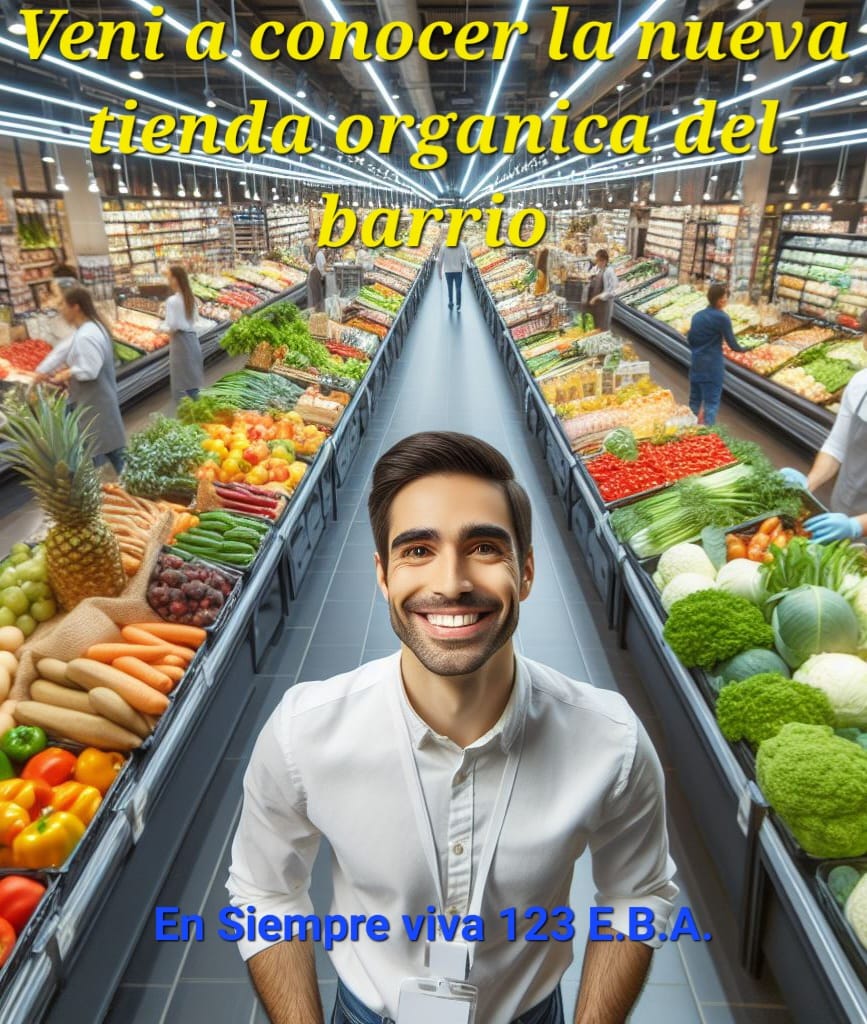 Veni a conocer la nueva
tienda organica del
barrio
En Siempre viva 123 E.B.A.